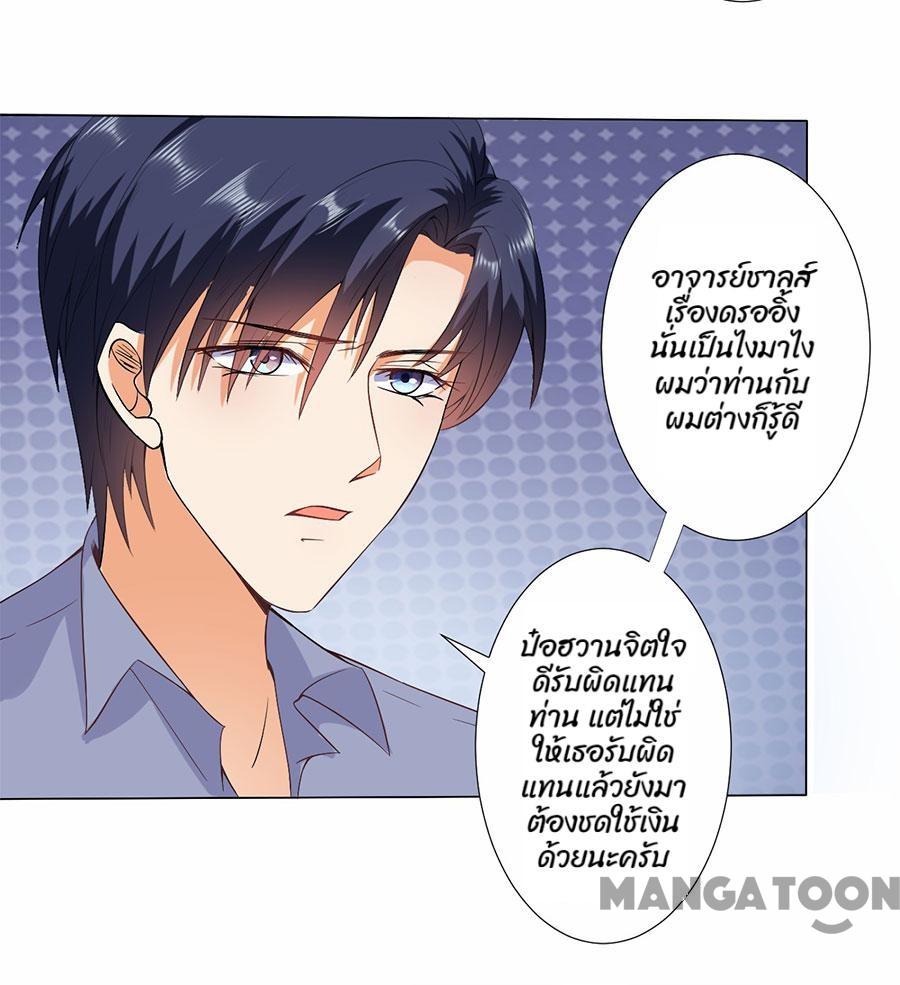 อาจารย์ชาลส์
เรื่องดรออิ้ง
นั่นเป็นไงมาไง
ผมว่าท่านกับ
ผมต่างก็รู้ดี
ป๋อฮวานจิตใจ
ดีรับผิดแทน
ท่าน แต่ไม่ใช่
ให้เธอรับผิด
แทนแล้วยังมา
ต้องชดใช้เงิน
ด้วยนะครับ
MANGATOON